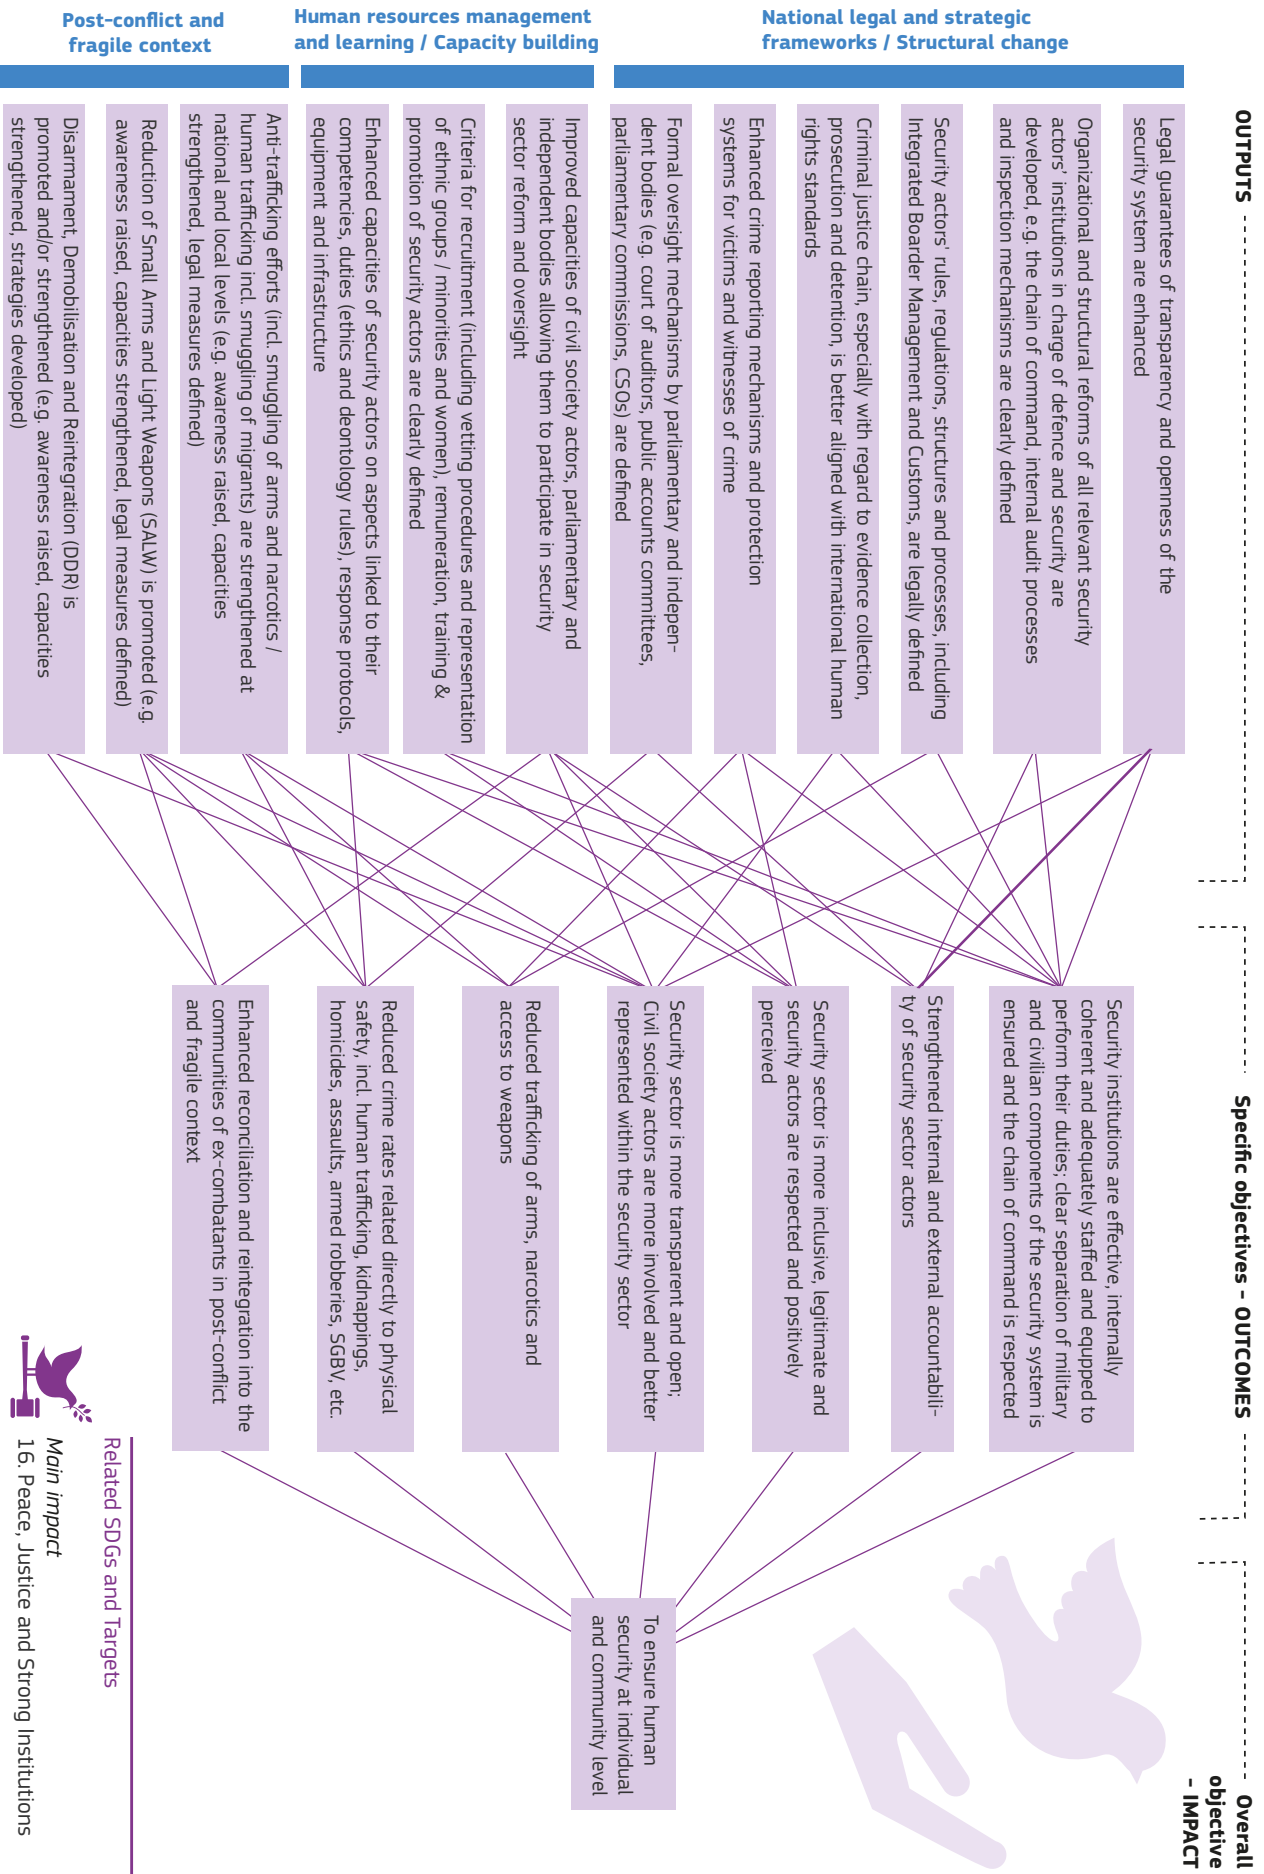 Post-conflict and
fragile context
Human resources management
and learning / Capacity building
National legal and strategic
frameworks / Structural change
OUTPUTS
Legal guarantees of transparency and openness of the
security system are enhanced
Organizational and structural reforms of all relevant security
actors' institutions in charge of defence and security are
developed, e.g. the chain of command, internal audit processes
and inspection mechanisms are clearly defined
Security actors' rules, regulations, structures and processes, including
Integrated Boarder Management and Customs, are legally defined
Criminal justice chain, especially with regard to evidence collection,
prosecution and detention, is better aligned with international human
rights standards
Enhanced crime reporting mechanisms and protection
systems for victims and witnesses of crime
Formal oversight mechanisms by parliamentary and indepen-
dent bodies (e.g. court of auditors, public accounts committees,
parliamentary commissions, CSOs) are defined
Improved capacities of civil society actors, parliamentary and
independent bodies allowing them to participate in security
sector reform and oversight
Criteria for recruitment (including vetting procedures and representation
of ethnic groups / minorities and women), remuneration, training &
promotion of security actors are clearly defined
Enhanced capacities of security actors on aspects linked to their
competencies, duties (ethics and deontology rules), response protocols,
equipment and infrastructure
Anti-trafficking efforts (incl. smuggling of arms and narcotics /
human trafficking incl. smuggling of migrants) are strengthened at
national and local levels (e.g. awareness raised, capacities
strengthened, legal measures defined)
Reduction of Small Arms and Light Weapons (SALW) is promoted (e.g.
awareness raised, capacities strengthened, legal measures defined)
Disarmament, Demobilisation and Reintegration (DDR) is
promoted and/or strengthened (e.g. awareness raised, capacities
strengthened, strategies developed)
Specific objectives – OUTCOMES
Security institutions are effective, internally
coherent and adequately staffed and equipped to
perform their duties; clear separation of military
and civilian components of the security system is
ensured and the chain of command is respected
Strengthened internal and external accountabili-
ty of security sector actors
Security sector is more inclusive, legitimate and
security actors are respected and positively
perceived
Security sector is more transparent and open;
Civil society actors are more involved and better
represented within the security sector
Reduced trafficking of arms, narcotics and
access to weapons
Reduced crime rates related directly to physical
safety, incl. human trafficking, kidnappings,
homicides, assaults, armed robberies, SGBV, etc.
Enhanced reconciliation and reintegration into the
communities of ex-combatants in post-conflict
and fragile context
Overall
objective
– IMPACT
To ensure human
security at individual
and community level
Related SDGs and Targets
Main impact
16. Peace, Justice and Strong Institutions